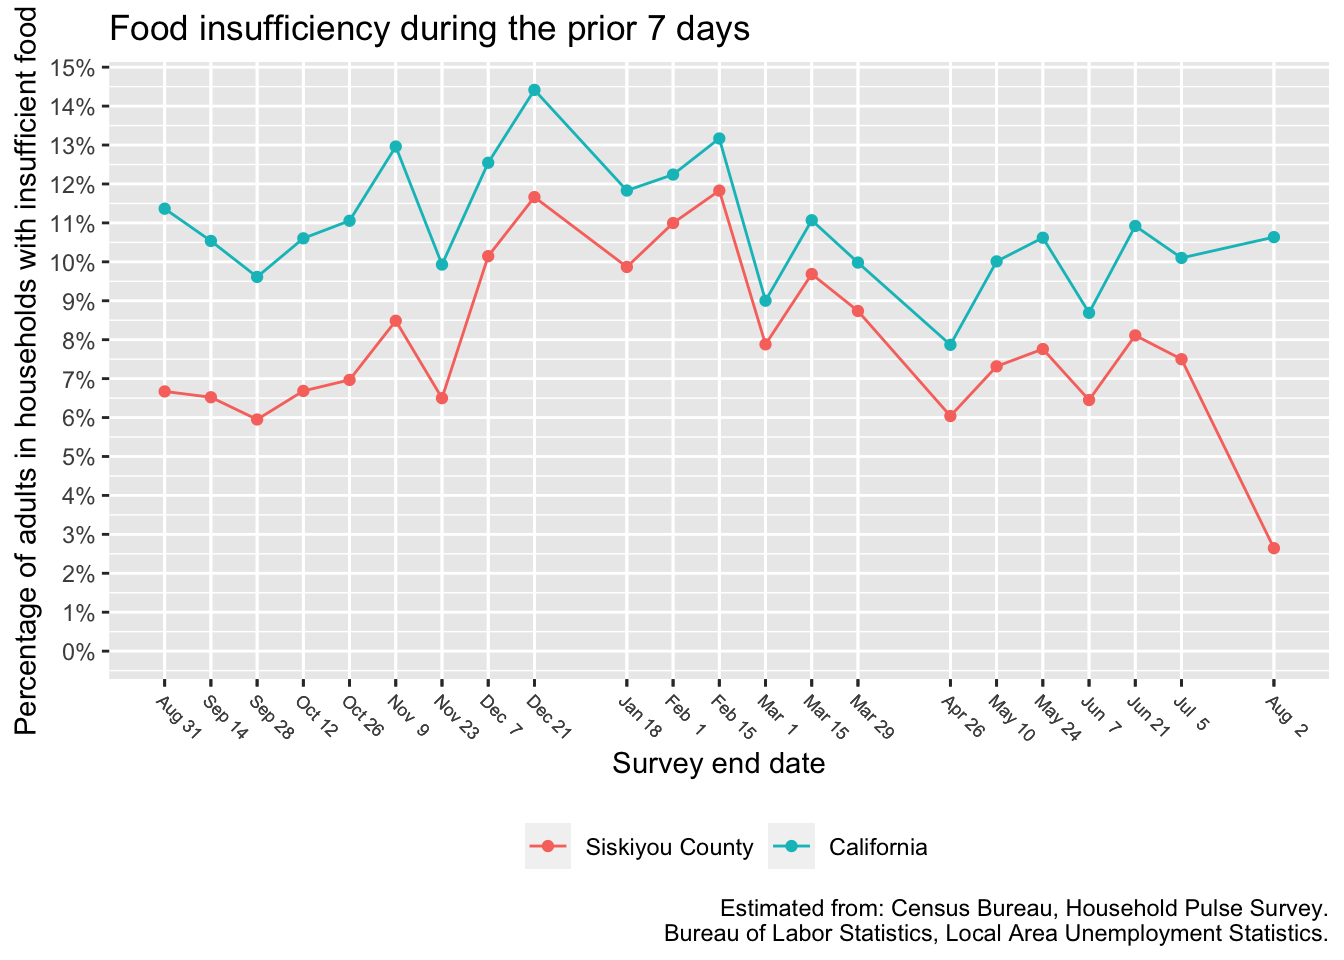 Food insufficiency during the prior 7 days
Percentage of adults in households with insufficient food
15%
14%
13%
12%
11%
10%
9%
8%
7%
6%
5%
4%
3%
2%
1%
0%
Aug 31
Sep 14
Sep 28
Oct 12
Oct 26
Nov 9
Nov 23
Dec 7
Dec 21
Jan 18
Feb 1
Feb 15
Mar 1
Mar 15
Mar 29
Apr 26
May 10
May 24
Jun 7
Jun 21
Jul 5
Aug 2
Survey end date
Siskiyou County
California
Estimated from: Census Bureau, Household Pulse Survey.
Bureau of Labor Statistics, Local Area Unemployment Statistics.